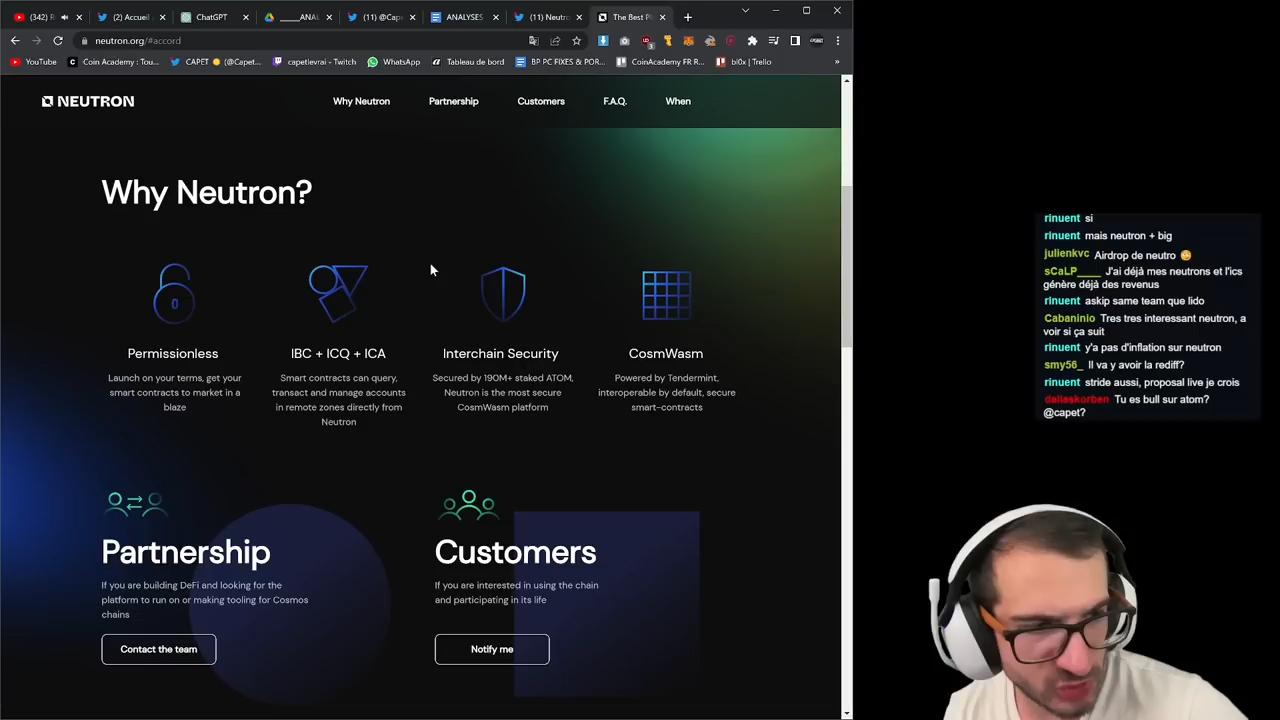 (342) R
(2) Accueil
ChatGPT
_____ANAL
(11) @Cap
ANALYSES
(11) Neutro
The Best Pl
neutron.org/#accord
YouTube
Coin Academy : Tou...
CAPET 🟡 (@Capet...
capetlevrai - Twitch
WhatsApp
Tableau de bord
BP PC FIXES & POR...
CoinAcademy FR R...
bl0x | Trello
»
NEUTRON
Why Neutron
Partnership
Customers
F.A.Q.
When
Why Neutron?
Permissionless
Launch on your terms, get your
smart contracts to market in a
blaze
IBC + ICQ + ICA
Smart contracts can query,
transact and manage accounts
in remote zones directly from
Neutron
Interchain Security
Secured by 190M+ staked ATOM,
Neutron is the most secure
CosmWasm platform
CosmWasm
Powered by Tendermint,
interoperable by default, secure
smart-contracts
Partnership
If you are building DeFi and looking for the
platform to run on or making tooling for Cosmos
chains
Contact the team
Customers
If you are interested in using the chain
and participating in its life
Notify me
rinuent si
rinuent mais neutron + big
julienkvc Airdrop de neutro 😳
sCaLP____ J'ai déjà mes neutrons et l'ics
génère déjà des revenus
rinuent askip same team que lido
Cabaninio Tres tres interessant neutron, a
voir si ça suit
rinuent y'a pas d'inflation sur neutron
smy56_ Il va y avoir la rediff?
rinuent stride aussi, proposal live je crois
dallaskorben Tu es bull sur atom?
@capet?